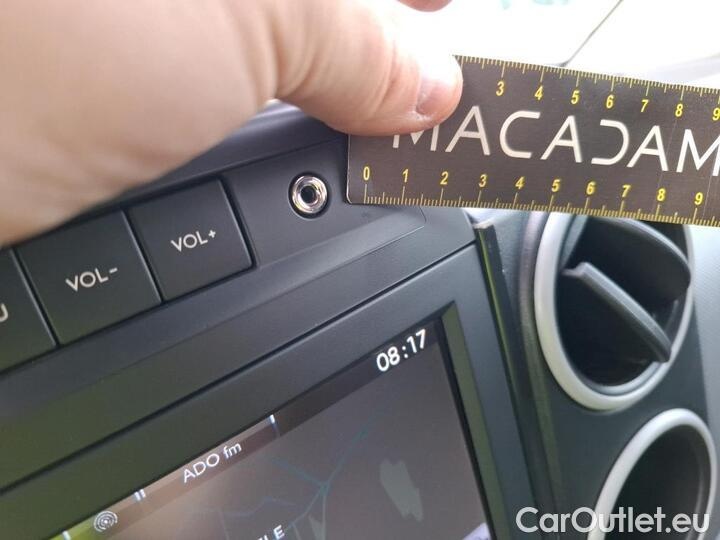 3 4 5 6 7 8 9
MACADAM
0 1 2 3 4 5 6 7 8 9
VOL- VOL+
08:17
ADO fm
CarOutlet.eu